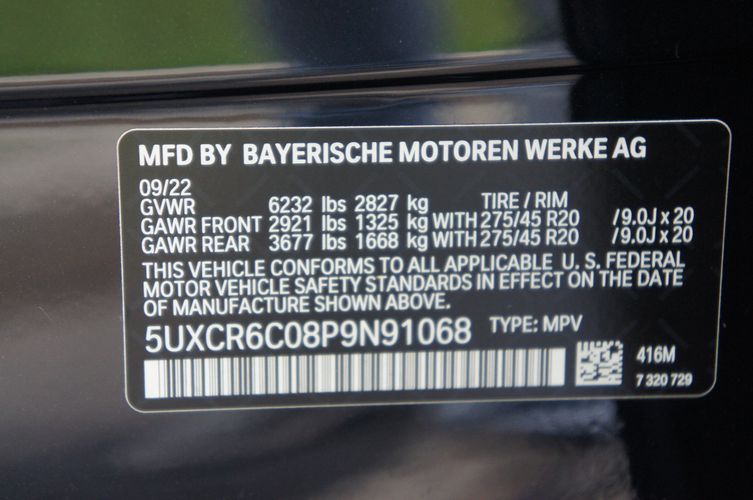 MFD BY BAYERISCHE MOTOREN WERKE AG
09/22
GVWR 6232 lbs 2827 kg TIRE / RIM
GAWR FRONT 2921 lbs 1325 kg WITH 275/45 R20 /9.0J x 20
GAWR REAR 3677 lbs 1668 kg WITH 275/45 R20 /9.0J x 20
THIS VEHICLE CONFORMS TO ALL APPLICABLE U. S. FEDERAL
MOTOR VEHICLE SAFETY STANDARDS IN EFFECT ON THE DATE
OF MANUFACTURE SHOWN ABOVE.
5UXCR6C08P9N91068 TYPE: MPV
416M
7 320 729